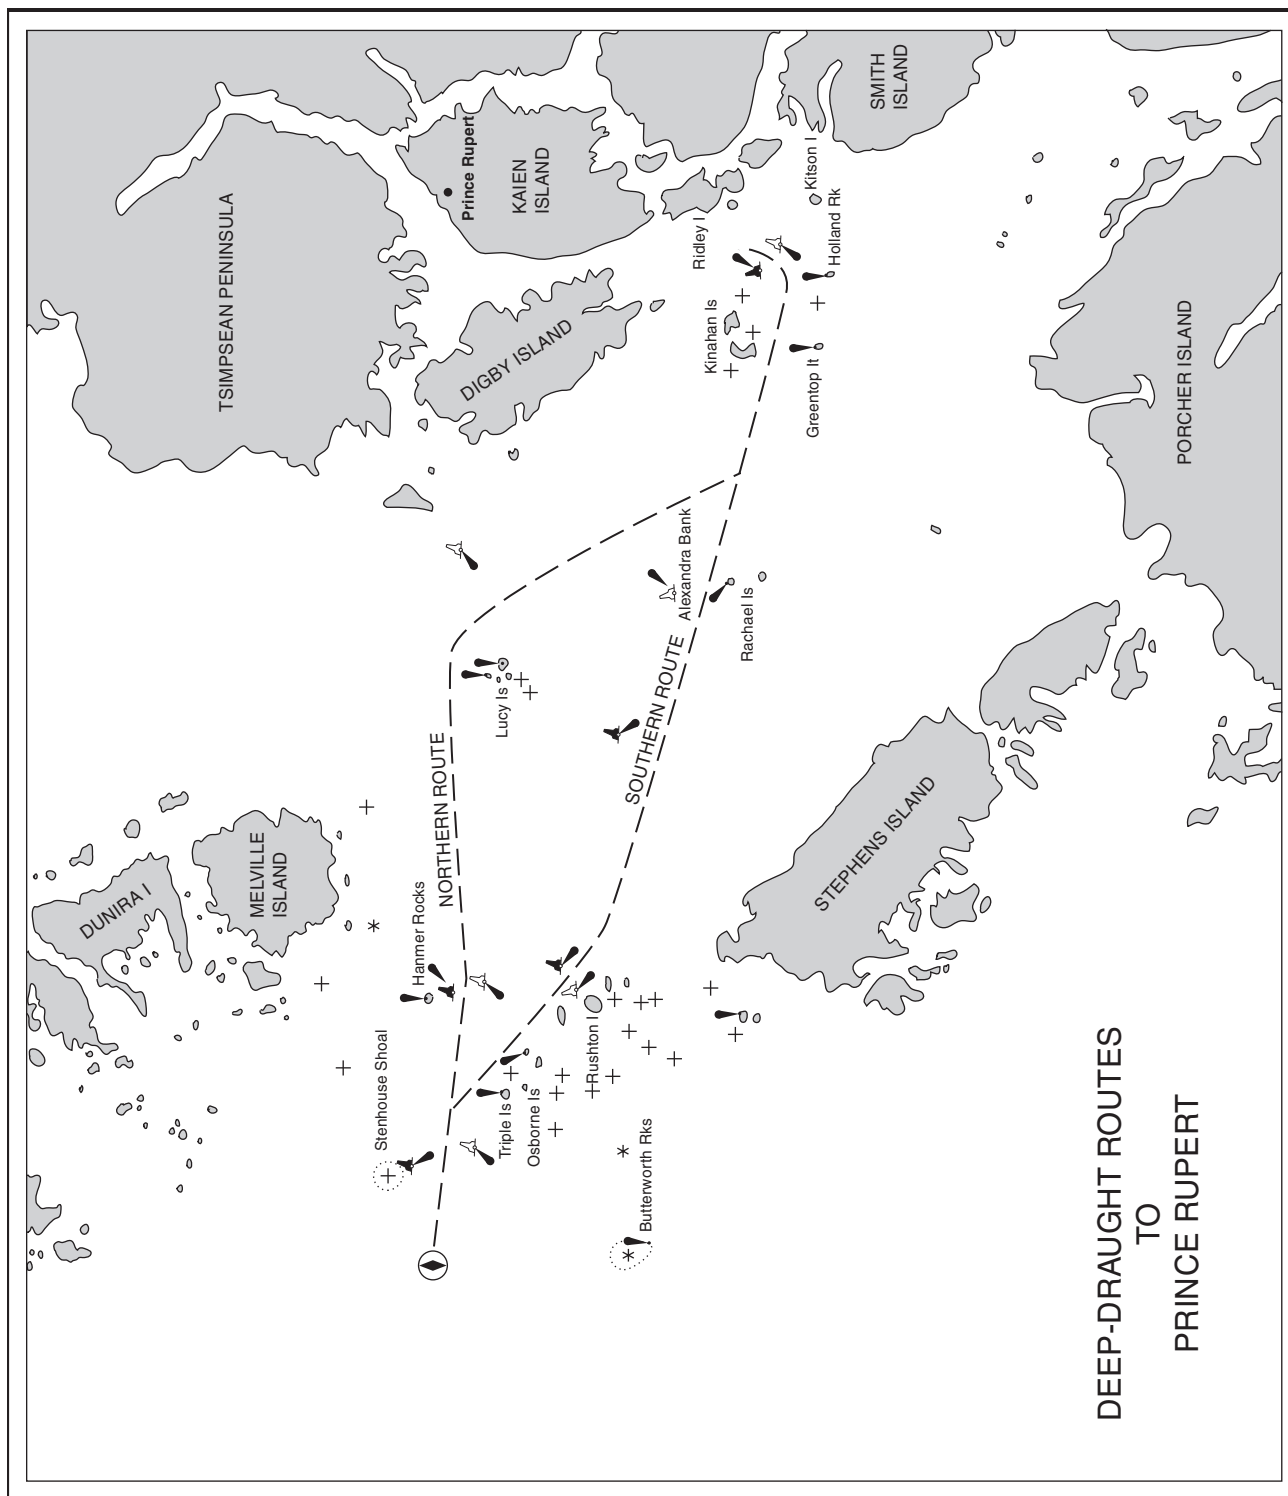 TSIMPSEAN PENINSULA
Prince Rupert
KAIEN
ISLAND
SMITH
ISLAND
DIGBY ISLAND
Ridley I
Kitson I
Holland Rk
Kinahan Is
Greentop It
PORCHER ISLAND
Alexandra Bank
Rachael Is
Lucy Is
NORTHERN ROUTE
SOUTHERN ROUTE
DUNIRA I
MELVILLE
ISLAND
Hanmer Rocks
Stenhouse Shoal
Triple Is
Osborne Is
Rushton I
Butterworth Rks
STEPHENS ISLAND
DEEP-DRAUGHT ROUTES
TO
PRINCE RUPERT